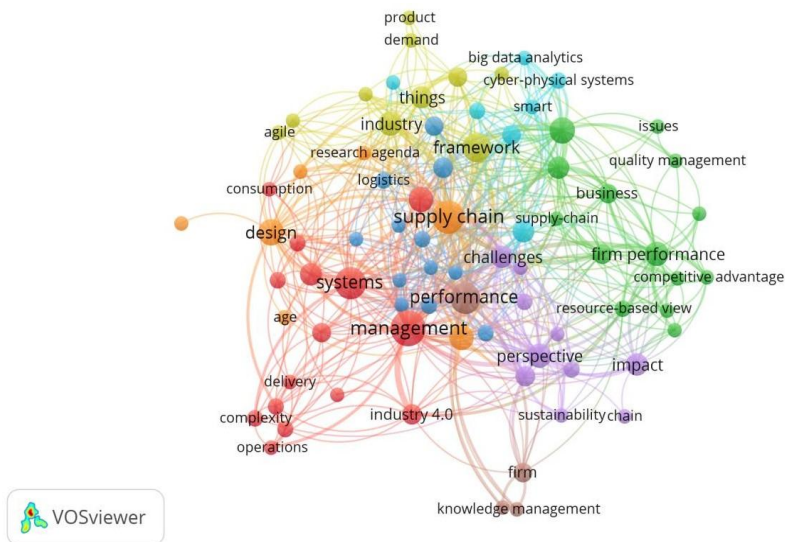 product
demand
big data analytics
cyber-physical systems
things
smart
industry
agile
issues
framework
research agenda
quality management
logistics
consumption
business
supply chain
supply-chain
design
firm performance
challenges
competitive advantage
systems
performance
resource-based view
age
management
perspective
impact
delivery
industry 4.0
sustainability
chain
complexity
operations
firm
knowledge management
VOSviewer